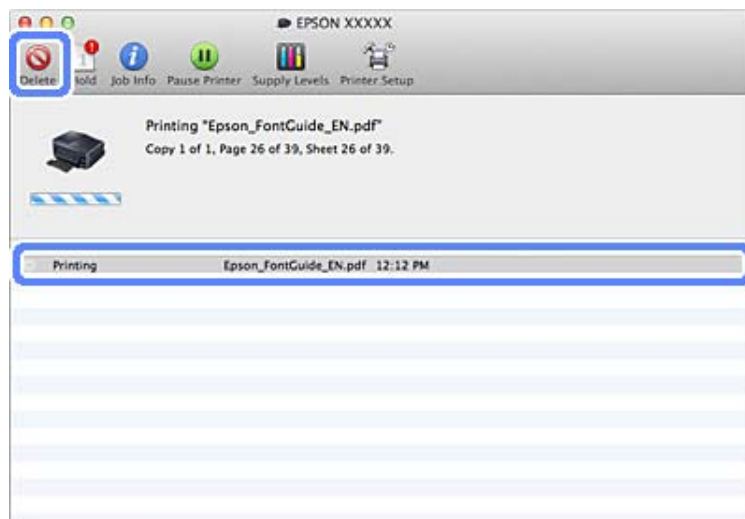 EPSON XXXXX
Delete Hold Job Info Pause Printer Supply Levels Printer Setup
Printing "Epson_FontGuide_EN.pdf"
Copy 1 of 1, Page 26 of 39, Sheet 26 of 39.
Printing Epson_FontGuide_EN.pdf 12:12 PM